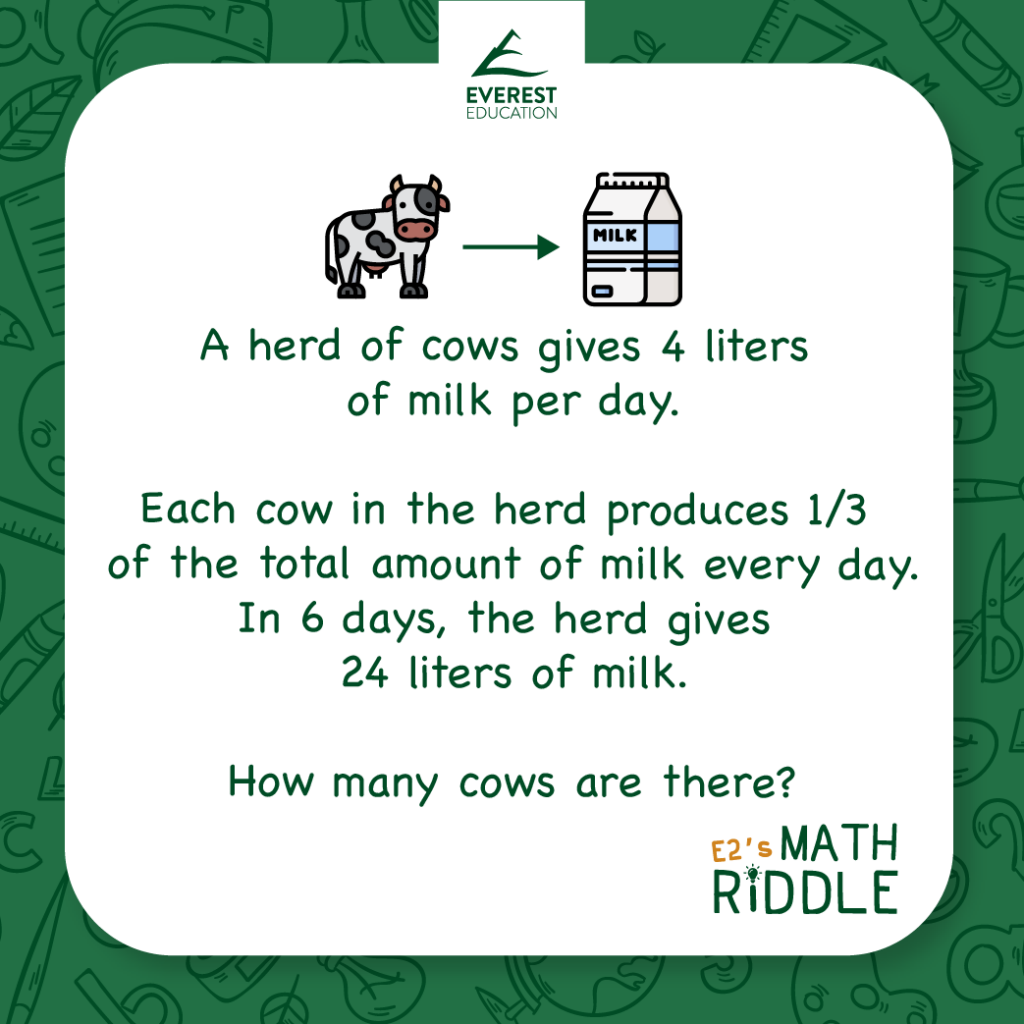 EVEREST
EDUCATION
MILK
A herd of cows gives 4 liters
of milk per day.
Each cow in the herd produces 1/3
of the total amount of milk every day.
In 6 days, the herd gives
24 liters of milk.
How many cows are there?
E2's MATH
RiDDLE